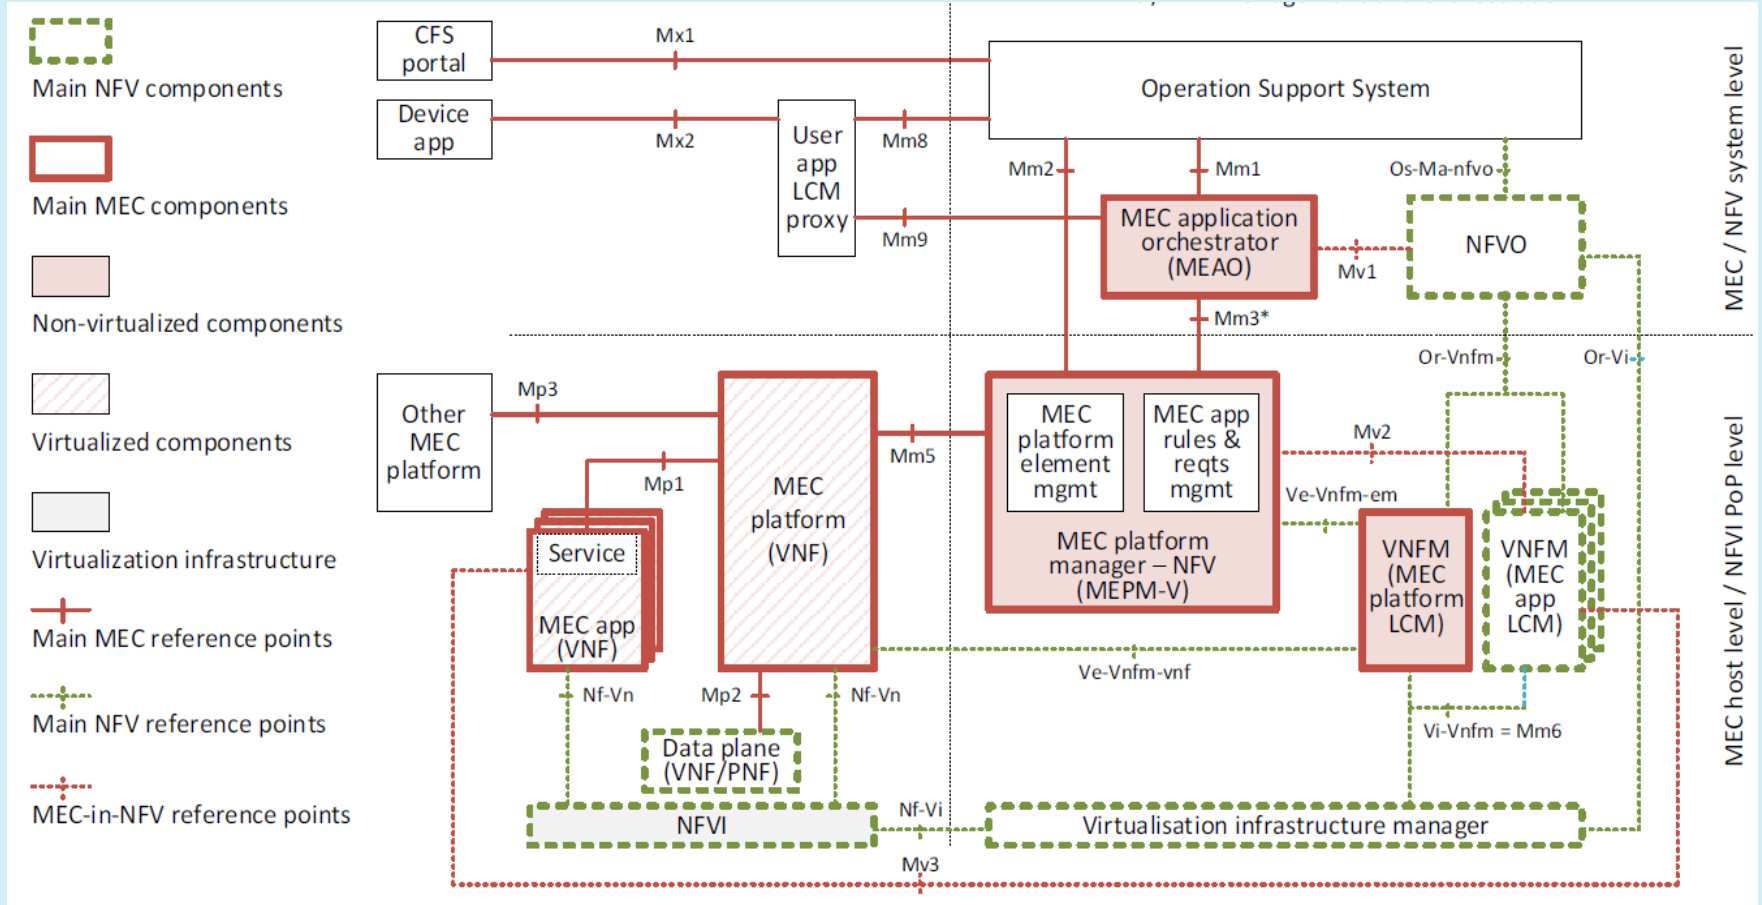 Main NFV components
Main MEC components
Non-virtualized components
Virtualized components
Virtualization infrastructure
Main MEC reference points
Main NFV reference points
MEC-in-NFV reference points
CFS
portal
Mx1
Operation Support System
Device
app
Mx2
User
app
LCM
proxy
Mm8
Mm9
Mm2
Mm1
Os-Ma-nfvo
MEC application
orchestrator
(MEAO)
Mv1
NFVO
Mm3*
Or-Vnfm
Or-Vi
MEC / NFV system level
Other
MEC
platform
Mp3
Mp1
MEC
platform
(VNF)
Mm5
MEC
platform
element
mgmt
MEC app
rules &
reqts
mgmt
MEC platform
manager – NFV
(MEPM-V)
Mv2
Ve-Vnfm-em
VNFM
(MEC
platform
LCM)
VNFM
(MEC
app
LCM)
Service
MEC app
(VNF)
Ve-Vnfm-vnf
Nf-Vn
Mp2
Nf-Vn
Data plane
(VNF/PNF)
Vi-Vnfm = Mm6
NFVI
Nf-Vi
Virtualisation infrastructure manager
Mv3
MEC host level / NFVI PoP level